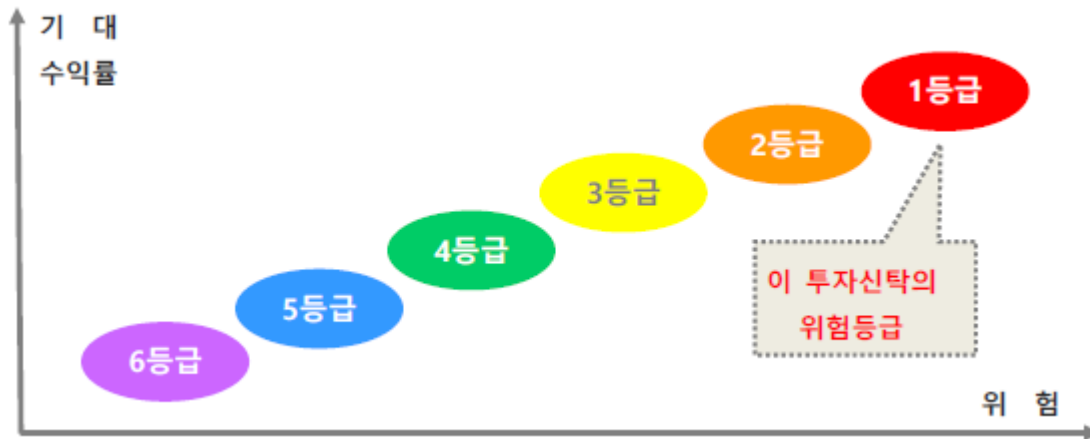 기 대
수익률
1등급
2등급
3등급
4등급
5등급
6등급
이 투자신탁의
위험등급
위 험